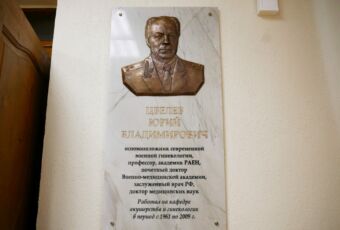 ЦВЕЛЕВ
ЮРИЙ
ВЛАДИМИРОВИЧ
основоположник современной
военной гинекологии,
профессор, академик РАЕН,
почетный доктор
Военно-медицинской академии,
заслуженный врач РФ,
доктор медицинских наук
Работал на кафедре
акушерства и гинекологии
в период с 1961 по 2009 г.